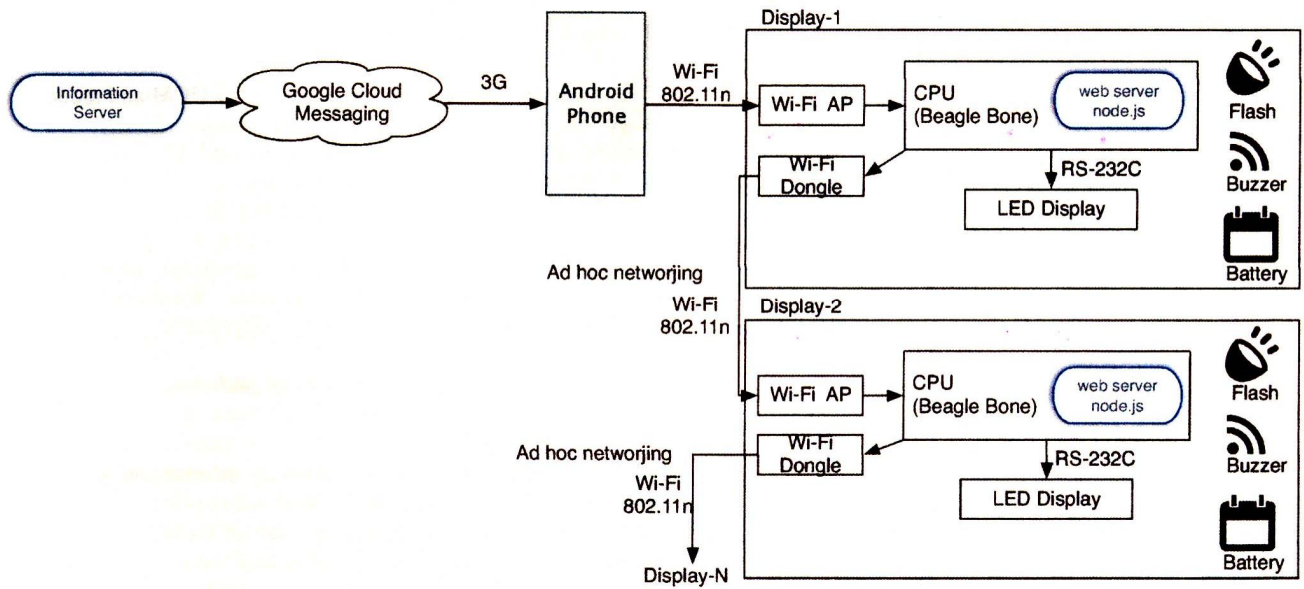 Information
Server
Google Cloud
Messaging
3G
Android
Phone
Wi-Fi
802.11n
Display-1
Wi-Fi AP
CPU
(Beagle Bone)
web server
node.js
Wi-Fi
Dongle
RS-232C
LED Display
Flash
Buzzer
Battery
Ad hoc networjing
Wi-Fi
802.11n
Display-2
Wi-Fi AP
CPU
(Beagle Bone)
web server
node.js
Wi-Fi
Dongle
RS-232C
LED Display
Flash
Buzzer
Battery
Ad hoc networjing
Wi-Fi
802.11n
Display-N